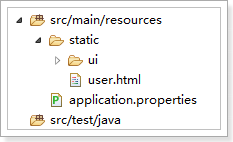 src/main/resources
static
ui
user.html
application.properties
src/test/java